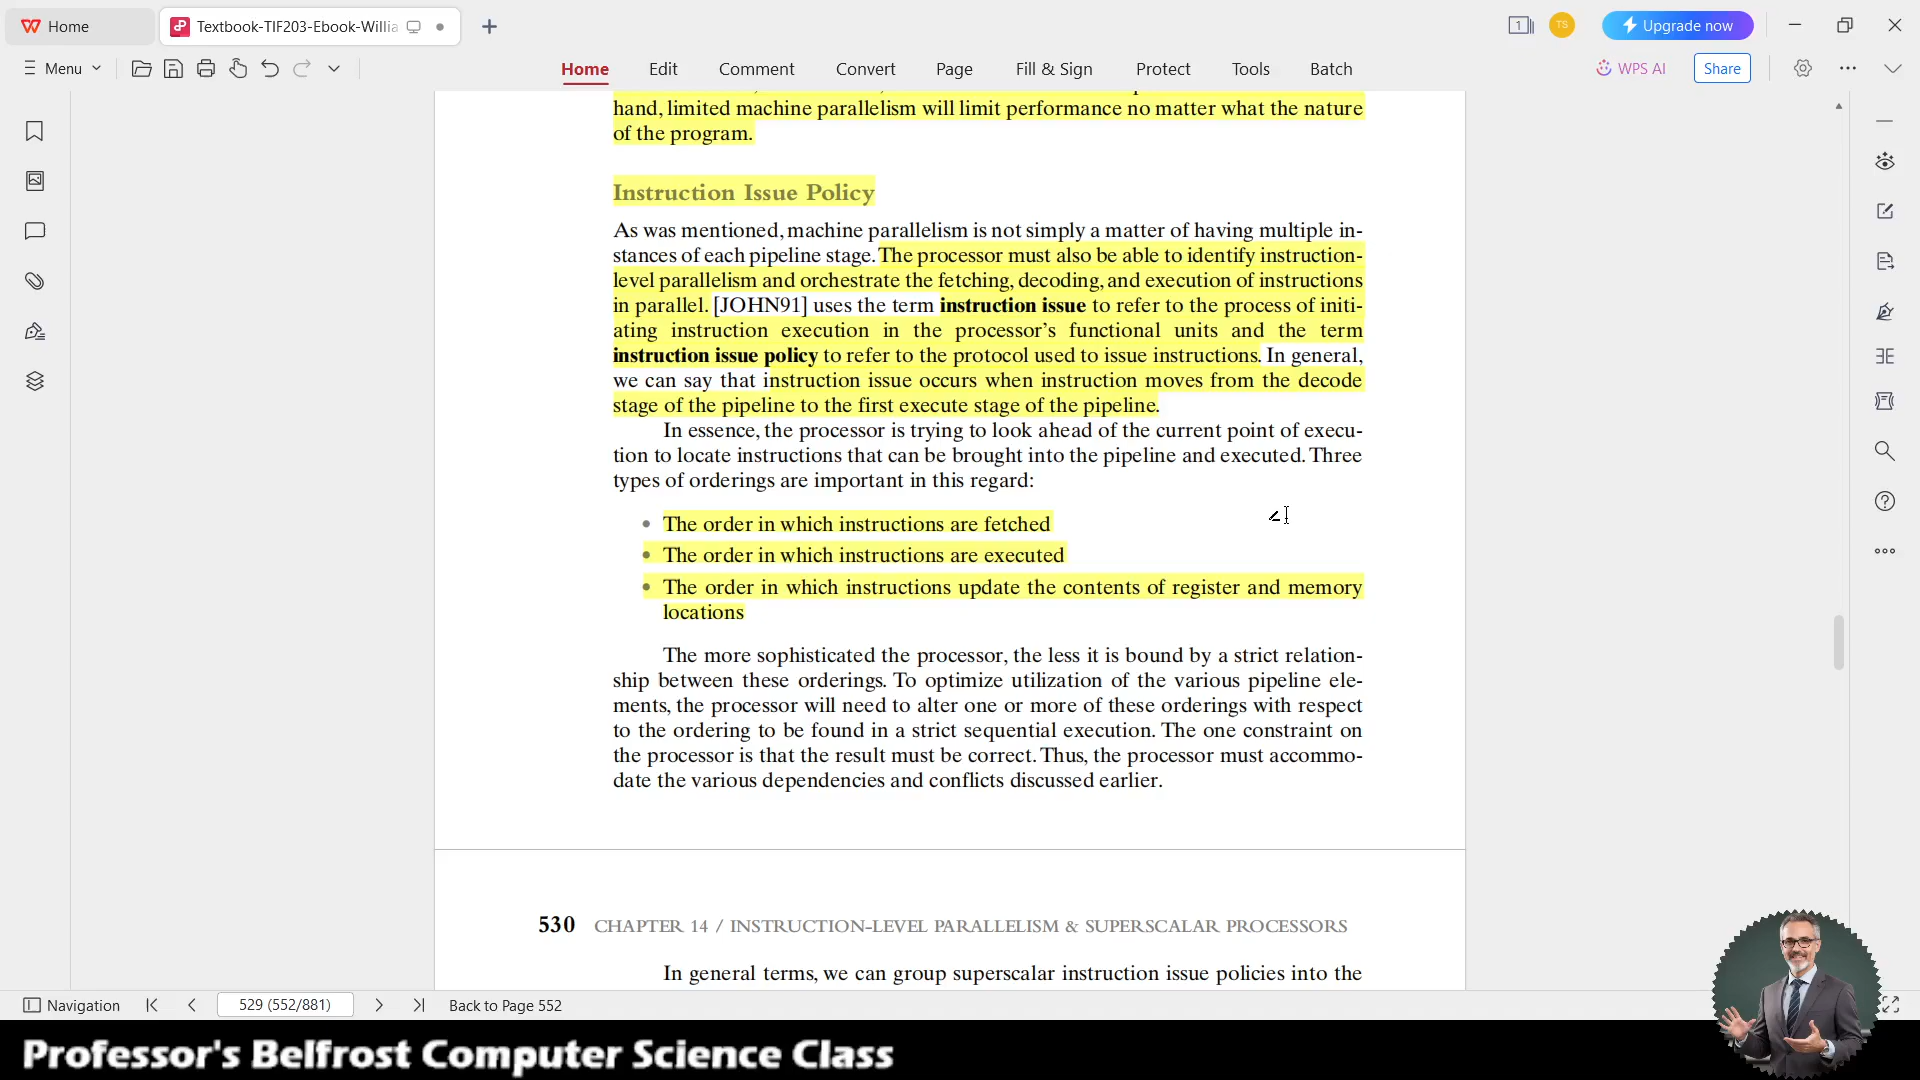 Home
Textbook-TIF203-Ebook-Willia
1
TS
Upgrade now
Menu
Home
Edit
Comment
Convert
Page
Fill & Sign
Protect
Tools
Batch
WPS AI
Share
hand, limited machine parallelism will limit performance no matter what the nature
of the program.
Instruction Issue Policy
As was mentioned, machine parallelism is not simply a matter of having multiple in-
stances of each pipeline stage. The processor must also be able to identify instruction-
level parallelism and orchestrate the fetching, decoding, and execution of instructions
in parallel. [JOHN91] uses the term instruction issue to refer to the process of initi-
ating instruction execution in the processor's functional units and the term
instruction issue policy to refer to the protocol used to issue instructions. In general,
we can say that instruction issue occurs when instruction moves from the decode
stage of the pipeline to the first execute stage of the pipeline.
In essence, the processor is trying to look ahead of the current point of execu-
tion to locate instructions that can be brought into the pipeline and executed. Three
types of orderings are important in this regard:
• The order in which instructions are fetched
• The order in which instructions are executed
• The order in which instructions update the contents of register and memory
locations
The more sophisticated the processor, the less it is bound by a strict relation-
ship between these orderings. To optimize utilization of the various pipeline ele-
ments, the processor will need to alter one or more of these orderings with respect
to the ordering to be found in a strict sequential execution. The one constraint on
the processor is that the result must be correct. Thus, the processor must accommo-
date the various dependencies and conflicts discussed earlier.
530 CHAPTER 14 / INSTRUCTION-LEVEL PARALLELISM & SUPERSCALAR PROCESSORS
In general terms, we can group superscalar instruction issue policies into the
Navigation
529 (552/881)
Back to Page 552
Professor's Belfrost Computer Science Class